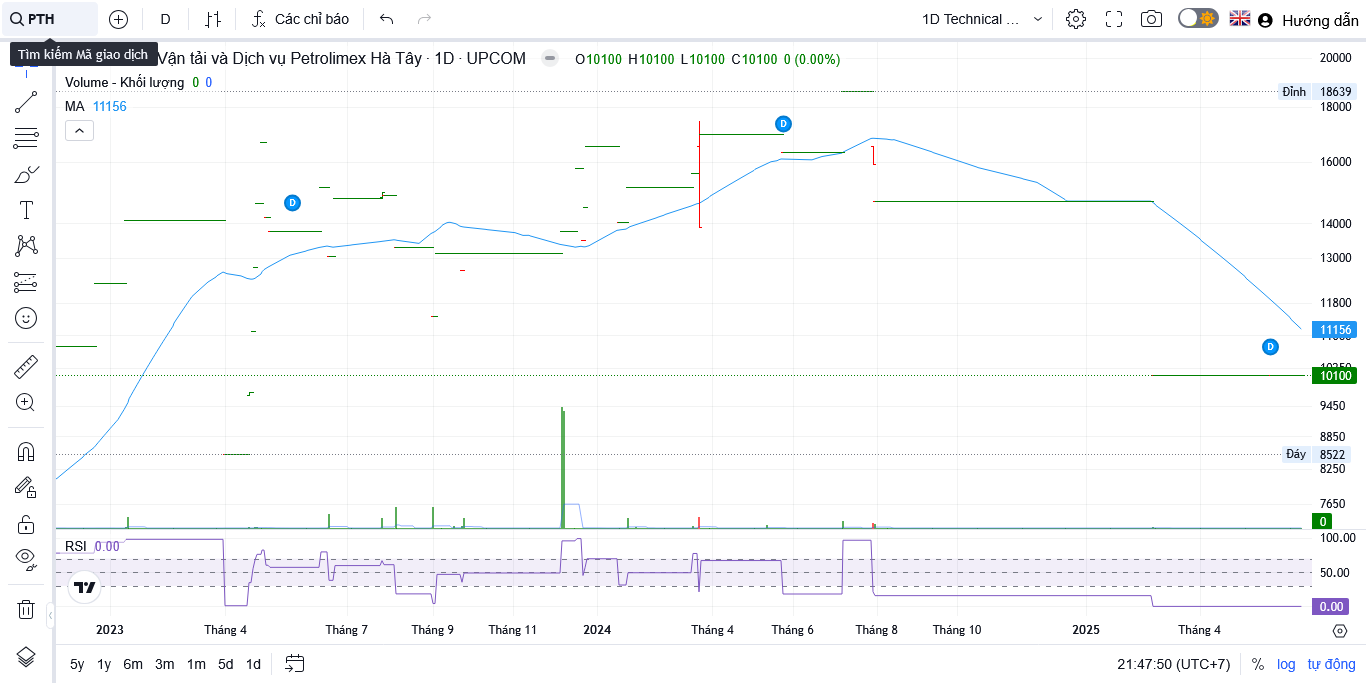 PTH
D
Các chỉ báo
1D Technical ...
Hướng dẫn
Tìm kiếm Mã giao dịch
Vận tải và Dịch vụ Petrolimex Hà Tây · 1D · UPCOM
O10100 H10100 L10100 C10100 0 (0.00%)
Volume - Khối lượng 0 0
MA 11156
D
D
D
20000
Đỉnh 18639
18000
16000
14000
13000
11800
11156
10100
9450
8850
Đáy 8522
8250
7650
0
RSI 0.00
100.00
50.00
0.00
2023 Tháng 4 Tháng 7 Tháng 9 Tháng 11 2024 Tháng 4 Tháng 6 Tháng 8 Tháng 10 2025 Tháng 4
5y 1y 6m 3m 1m 5d 1d
21:47:50 (UTC+7) % log tự động